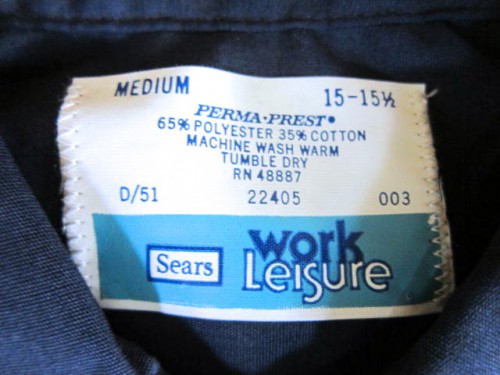 MEDIUM 15-15½
PERMA·PREST®
65% POLYESTER 35% COTTON
MACHINE WASH WARM
TUMBLE DRY
RN 48887
D/51 22405 003
Sears work
Leisure